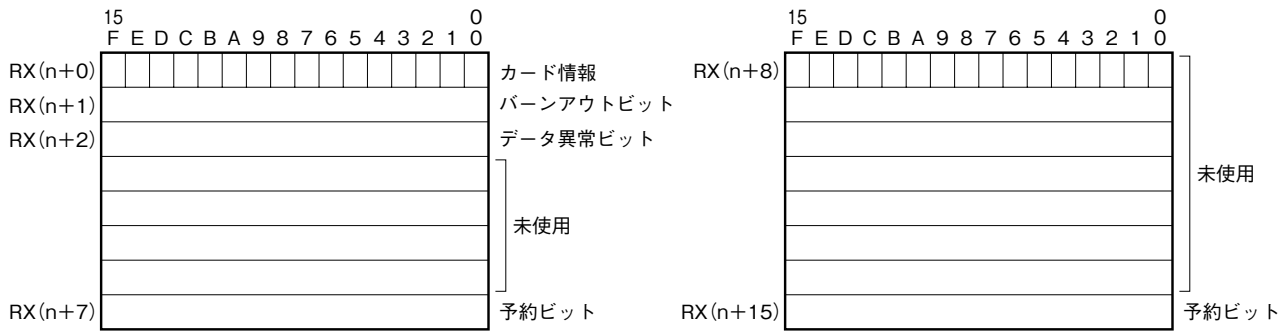 15 0
F E D C B A 9 8 7 6 5 4 3 2 1 0
RX(n+0) カード情報
RX(n+1) バーンアウトビット
RX(n+2) データ異常ビット
未使用
RX(n+7) 予約ビット
15 0
F E D C B A 9 8 7 6 5 4 3 2 1 0
RX(n+8)
未使用
RX(n+15) 予約ビット